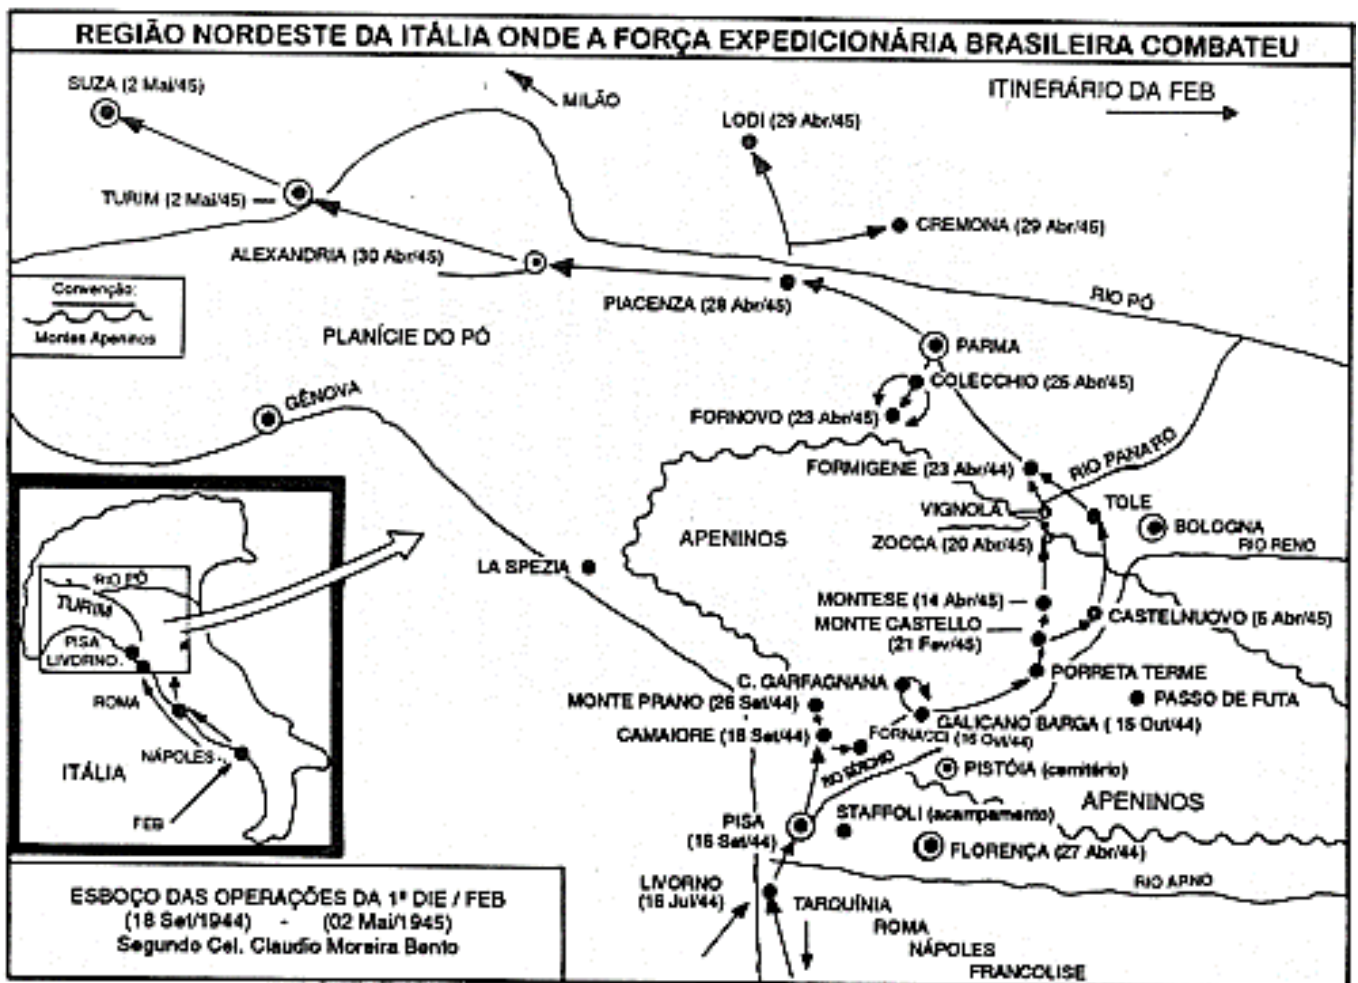 REGIÃO NORDESTE DA ITÁLIA ONDE A FORÇA EXPEDICIONÁRIA BRASILEIRA COMBATEU
SUZA (2 Mai/45)
MILÃO
ITINERÁRIO DA FEB
LODI (29 Abr/45)
TURIM (2 Mai/45)
CREMONA (29 Abr/45)
ALEXANDRIA (30 Abr/45)
Convenção:
Montes Apeninos
PIACENZA (28 Abr/45)
RIO PÓ
PLANÍCIE DO PÓ
PARMA
COLECCHIO (26 Abr/45)
GÊNOVA
FORNOVO (23 Abr/45)
FORMIGENE (23 Abr/44)
RIO PANARO
VIGNOLA
TOLE
BOLOGNA
APENINOS
ZOCCA (20 Abr/45)
RIO RENO
LA SPEZIA
RIO PÓ
TURIM
PISA
LIVORNO.
ROMA
NÁPOLES
ITÁLIA
FEB
MONTESE (14 Abr/45)
MONTE CASTELLO
(21 Fev/45)
CASTELNUOVO (5 Abr/45)
PORRETA TERME
C. GARFAGNANA
PASSO DE FUTA
MONTE PRANO (26 Set/44)
GALICANO BARGA ( 15 Out/44)
CAMAIORE (18 Set/44)
FORNACCI (16 Out/44)
RIO SERCHIO
PISTÓIA (cemitério)
APENINOS
STAFFOLI (acampamento)
PISA
(16 Set/44)
FLORENÇA (27 Abr/44)
RIO ARNO
LIVORNO
(16 Jul/44)
TARQUÍNIA
ROMA
NÁPOLES
FRANCOLISE
ESBOÇO DAS OPERAÇÕES DA 1ª DIE / FEB
(18 Set/1944) - (02 Mai/1945)
Segundo Cel. Claudio Moreira Bento